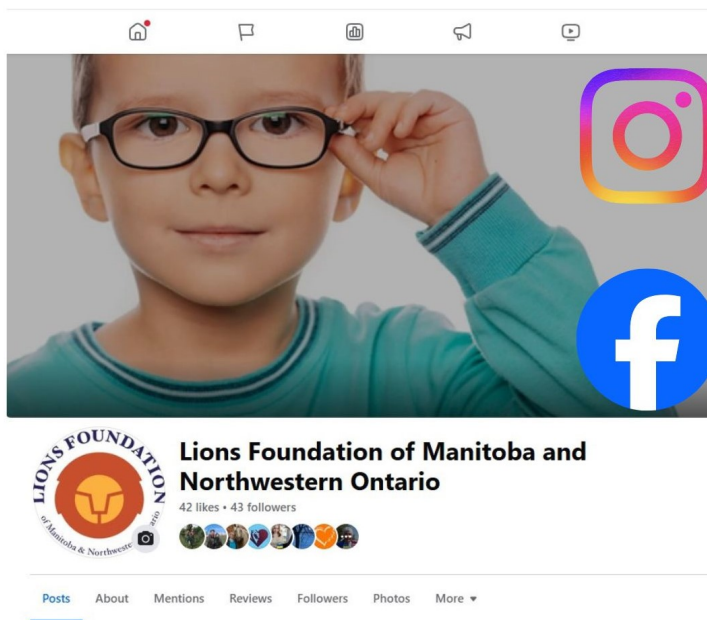 LIONS FOUNDATION
of Manitoba & Northwestern Ontario
Lions Foundation of Manitoba and
Northwestern Ontario
42 likes • 43 followers
Posts About Mentions Reviews Followers Photos More